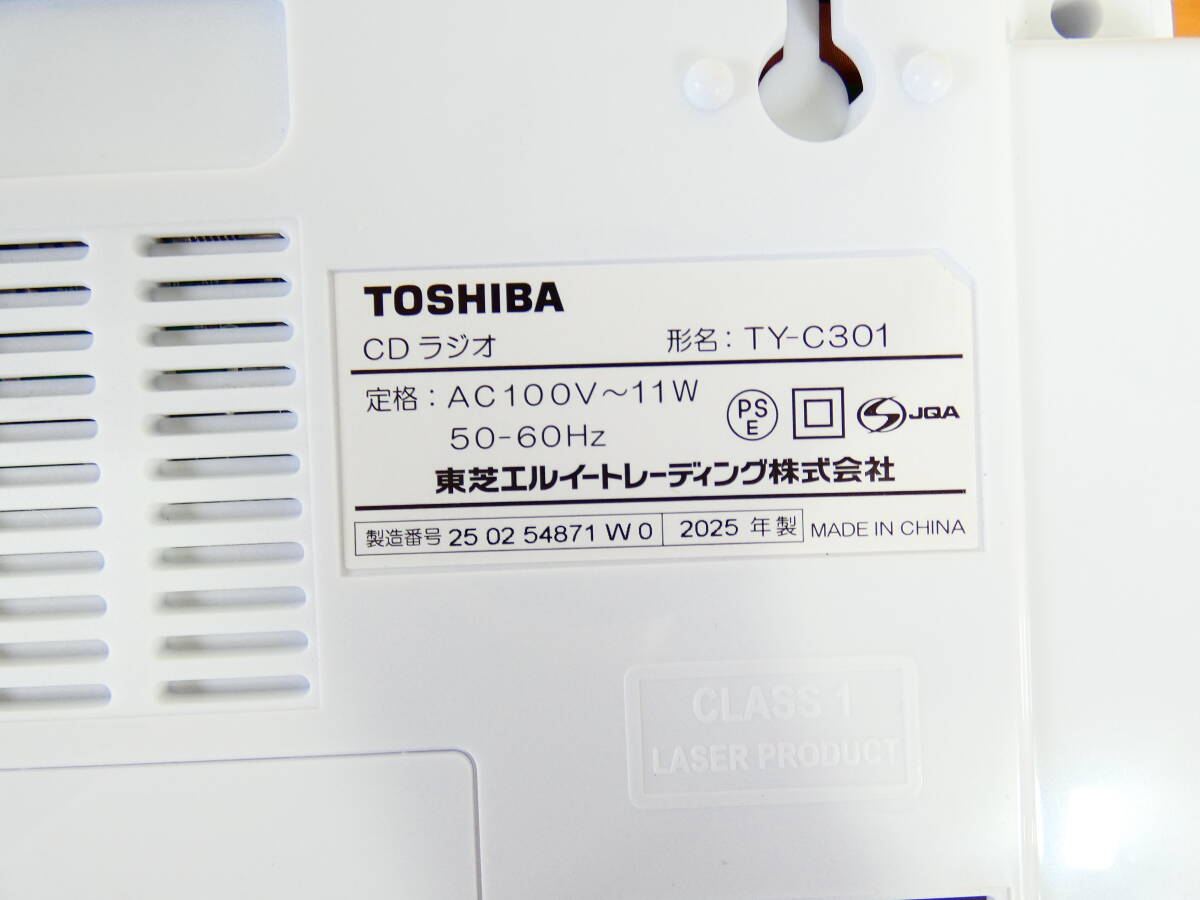 TOSHIBA
CD ラジオ 形名：TY-C301
定格：AC100V～11W
50-60Hz
PS
E
JQA
東芝エルイートレーディング株式会社
製造番号 25 02 54871 W 0 2025 年 製 MADE IN CHINA
CLASS 1
LASER PRODUCT